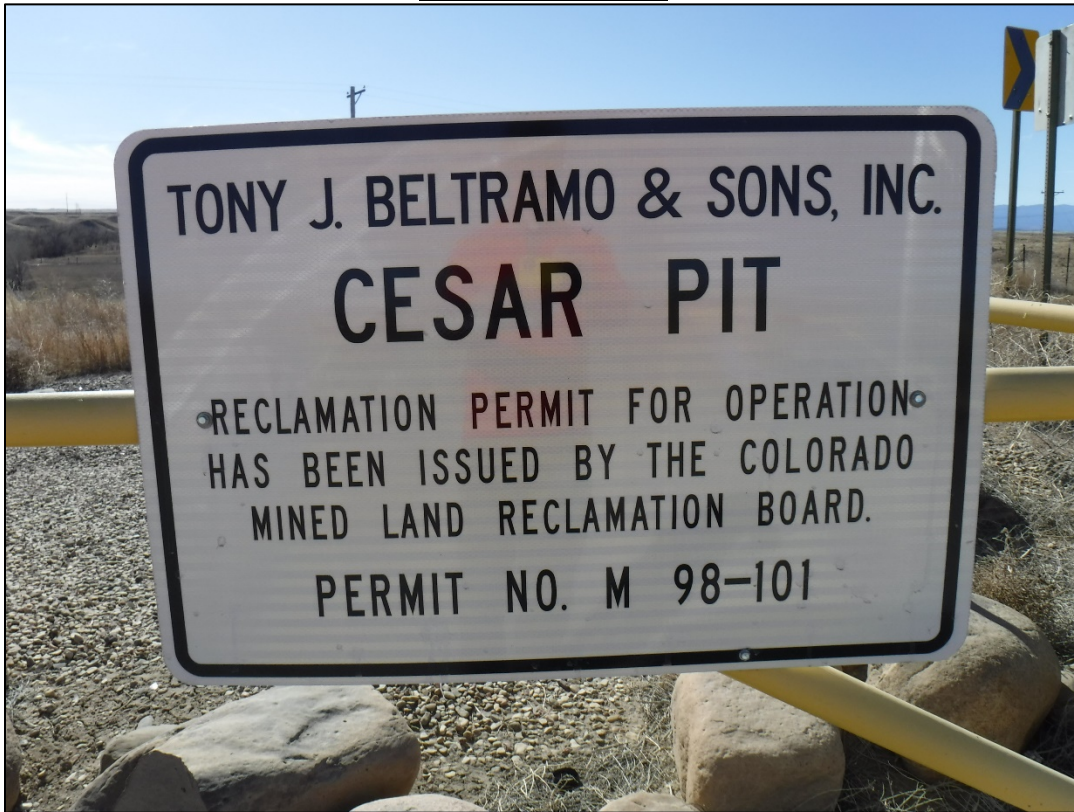 TONY J. BELTRAMO & SONS, INC.
CESAR PIT
RECLAMATION PERMIT FOR OPERATION
HAS BEEN ISSUED BY THE COLORADO
MINED LAND RECLAMATION BOARD.
PERMIT NO. M 98-101